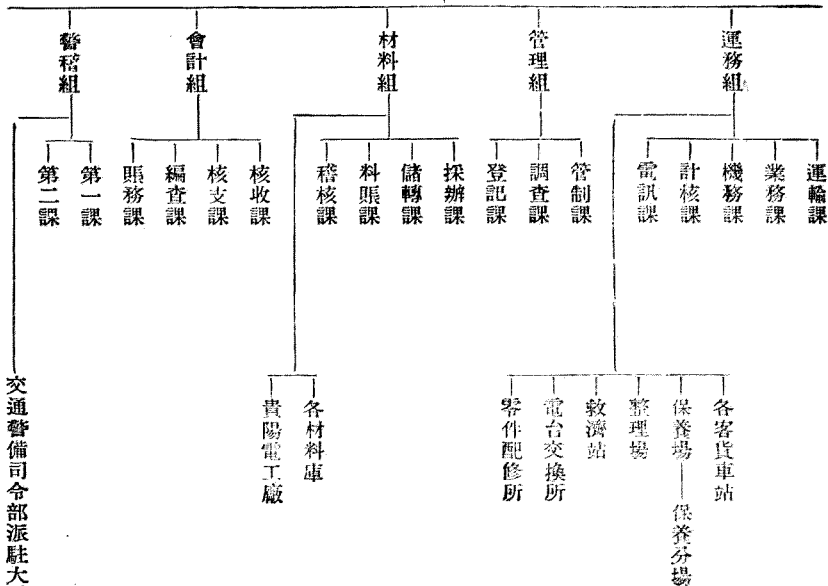 運務組
運輸課
業務課
機務課
計核課
電訊課
各客貨車站
保養場
保養分場
整理場
救濟站
電台交換所
零件配修所
管理組
管制課
調查課
登記課
材料組
採辦課
儲轉課
料賬課
稽核課
各材料庫
貴陽電工廠
會計組
核收課
核支課
編查課
賬務課
警稽組
第一課
第二課
交通警備司令部派駐大